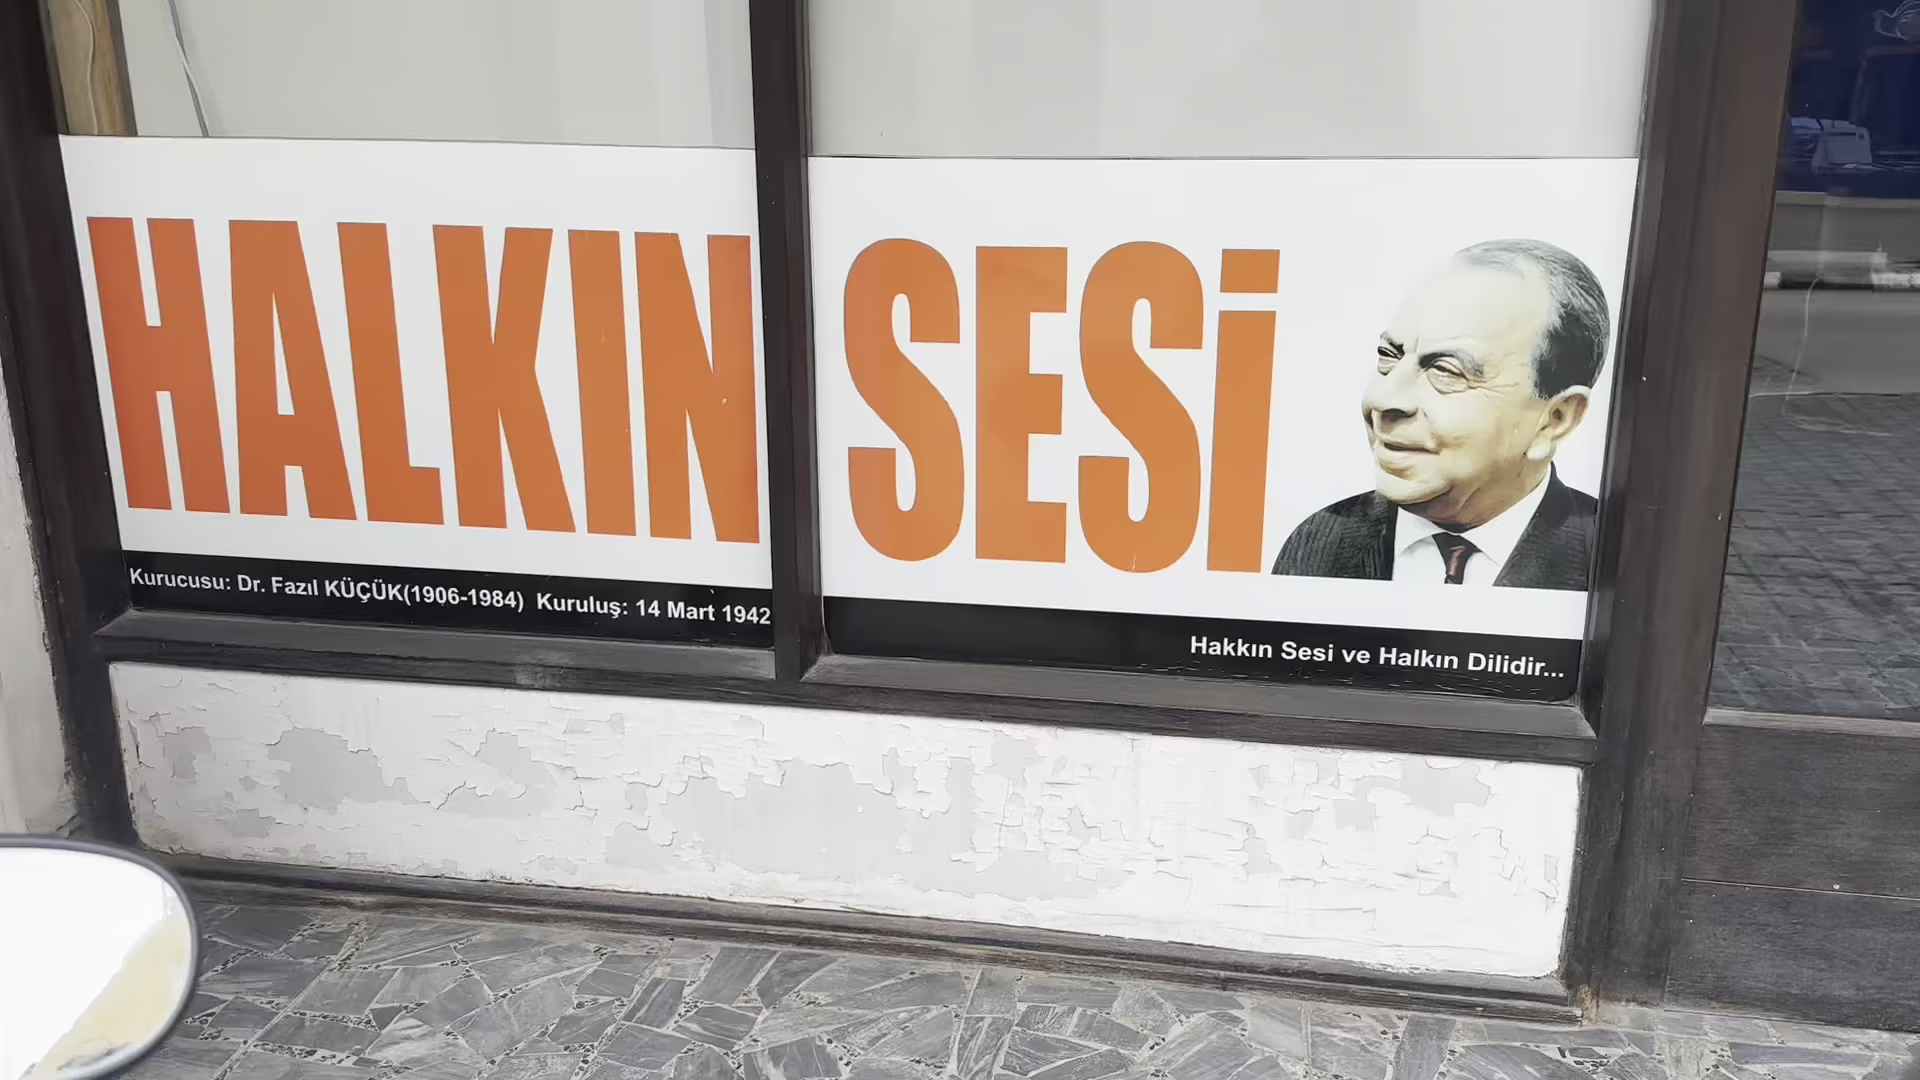 HALKIN SESİ
Kurucusu: Dr. Fazıl KÜÇÜK(1906-1984) Kuruluş: 14 Mart 1942
Hakkın Sesi ve Halkın Dilidir...